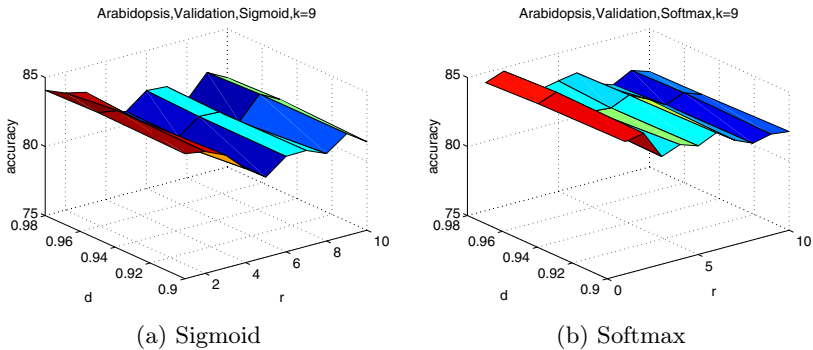 Arabidopsis,Validation,Sigmoid,k=9
85
80
75
accuracy
0.98
0.96
0.94
0.92
0.9
d
2
4
6
8
10
r
(a) Sigmoid
Arabidopsis,Validation,Softmax,k=9
85
80
75
accuracy
0.98
0.96
0.94
0.92
0.9
d
0
5
10
r
(b) Softmax